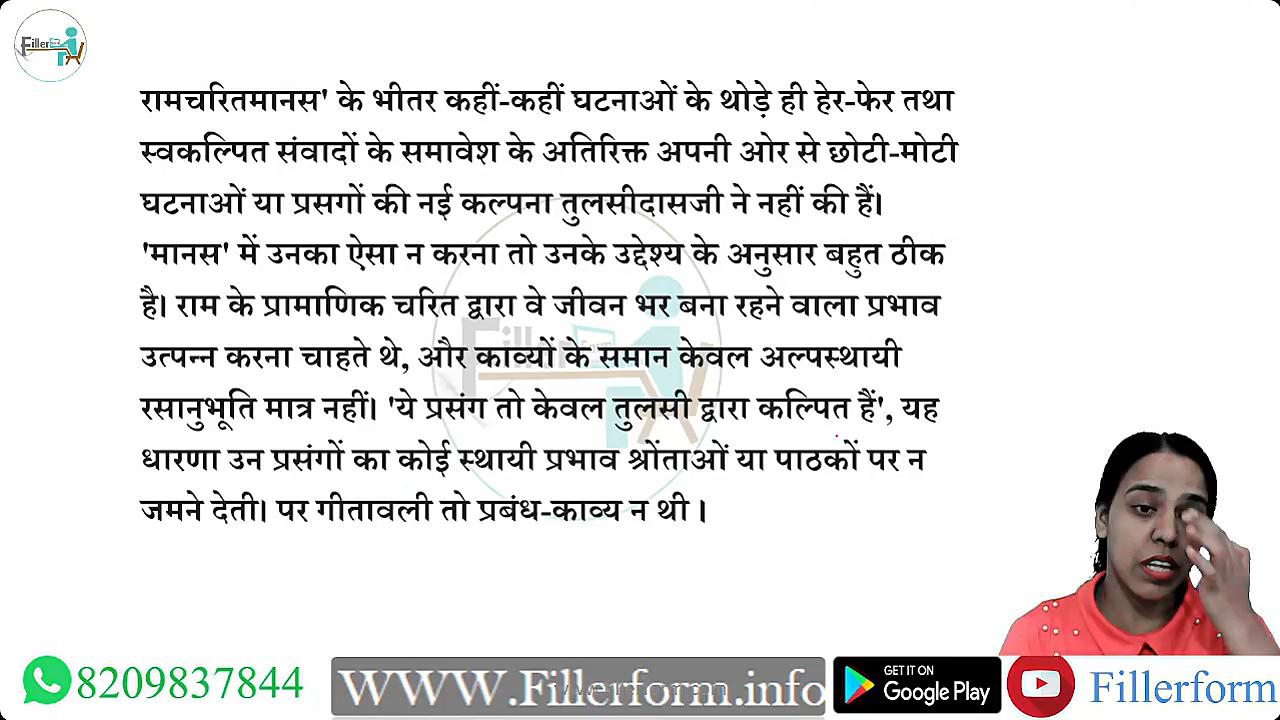 Filler
रामचरितमानस' के भीतर कहीं-कहीं घटनाओं के थोड़े ही हेर-फेर तथा
स्वकल्पित संवादों के समावेश के अतिरिक्त अपनी ओर से छोटी-मोटी
घटनाओं या प्रसगों की नई कल्पना तुलसीदासजी ने नहीं की हैं।
'मानस' में उनका ऐसा न करना तो उनके उद्देश्य के अनुसार बहुत ठीक
है। राम के प्रामाणिक चरित द्वारा वे जीवन भर बना रहने वाला प्रभाव
उत्पन्न करना चाहते थे, और काव्यों के समान केवल अल्पस्थायी
रसानुभूति मात्र नहीं। 'ये प्रसंग तो केवल तुलसी द्वारा कल्पित हैं', यह
धारणा उन प्रसंगों का कोई स्थायी प्रभाव श्रोंताओं या पाठकों पर न
जमने देती। पर गीतावली तो प्रबंध-काव्य न थी ।
8209837844
WWW.Fillerform.info
GET IT ON
Google Play
Fillerform